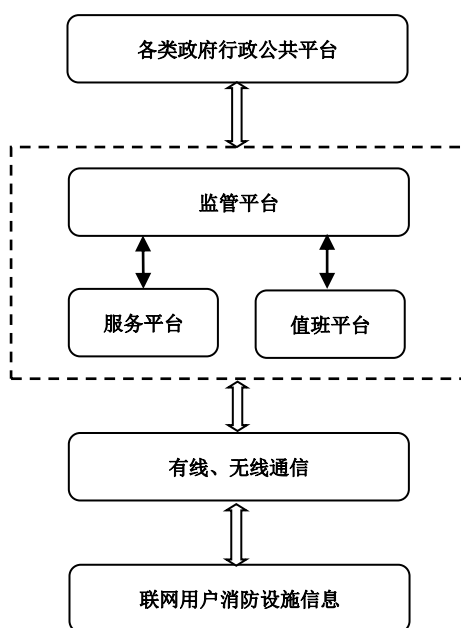 各类政府行政公共平台
监管平台
服务平台
值班平台
有线、无线通信
联网用户消防设施信息